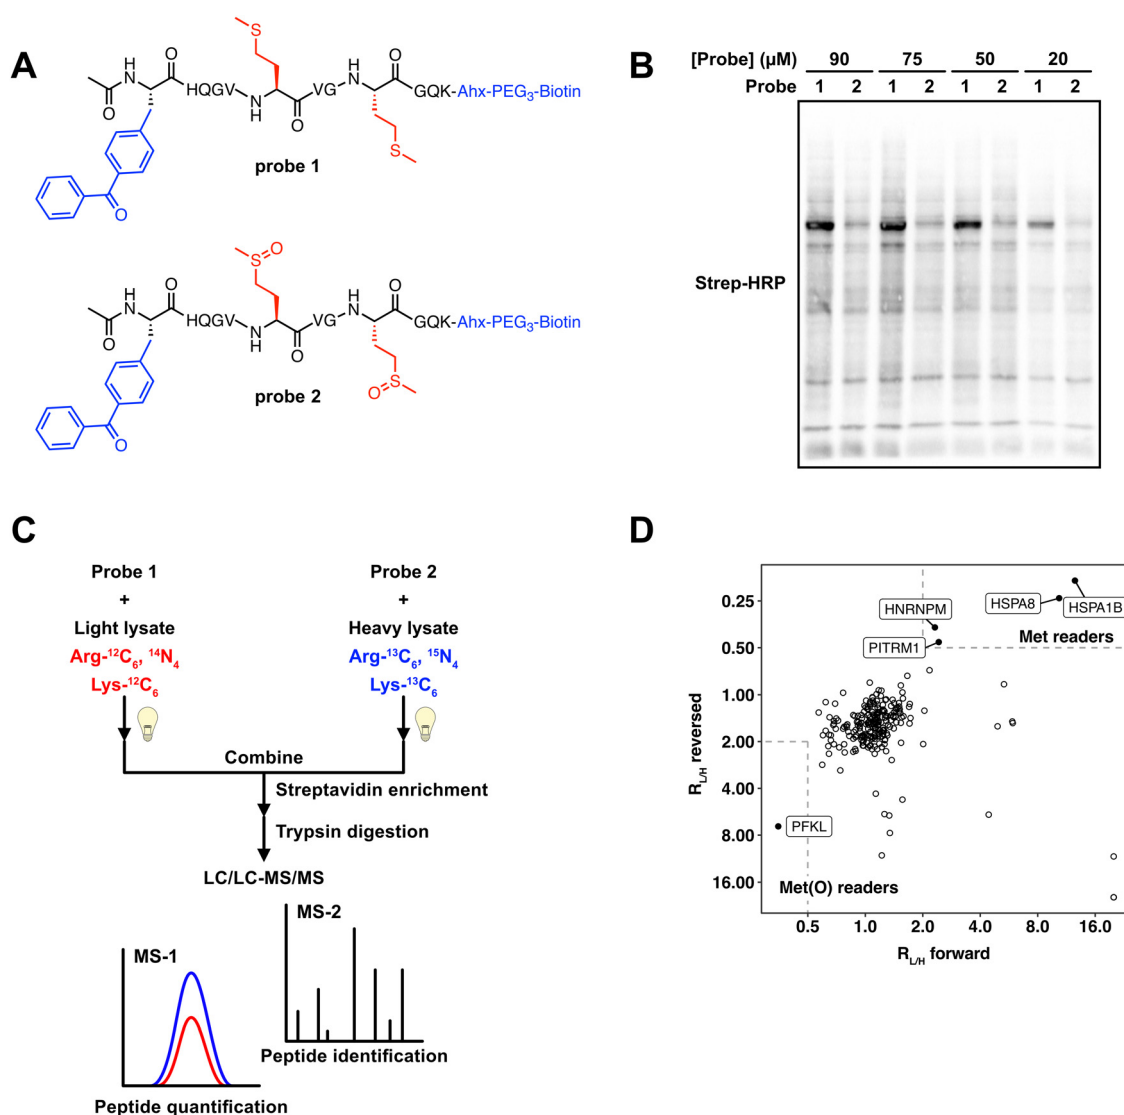 A
O
S
H
N
O
HQGV
N
H
O
VG
H
N
O
GQK-Ahx-PEG3-Biotin
S
O
probe 1
S
O
O
H
N
O
HQGV
N
H
O
VG
H
N
O
GQK-Ahx-PEG3-Biotin
O
S
O
probe 2
B
[Probe] (µM) 90 75 50 20
Probe 1 2 1 2 1 2 1 2
Strep-HRP
C
Probe 1
+
Light lysate
Arg-¹²C₆, ¹⁴N₄
Lys-¹²C₆
Probe 2
+
Heavy lysate
Arg-¹³C₆, ¹⁵N₄
Lys-¹³C₆
Combine
Streptavidin enrichment
Trypsin digestion
LC/LC-MS/MS
MS-2
Peptide identification
MS-1
Peptide quantification
D
R L/H reversed
0.25
0.50
1.00
2.00
4.00
8.00
16.00
HNRNPM
HSPA8
HSPA1B
PITRM1
Met readers
PFKL
Met(O) readers
0.5 1.0 2.0 4.0 8.0 16.0
R L/H forward